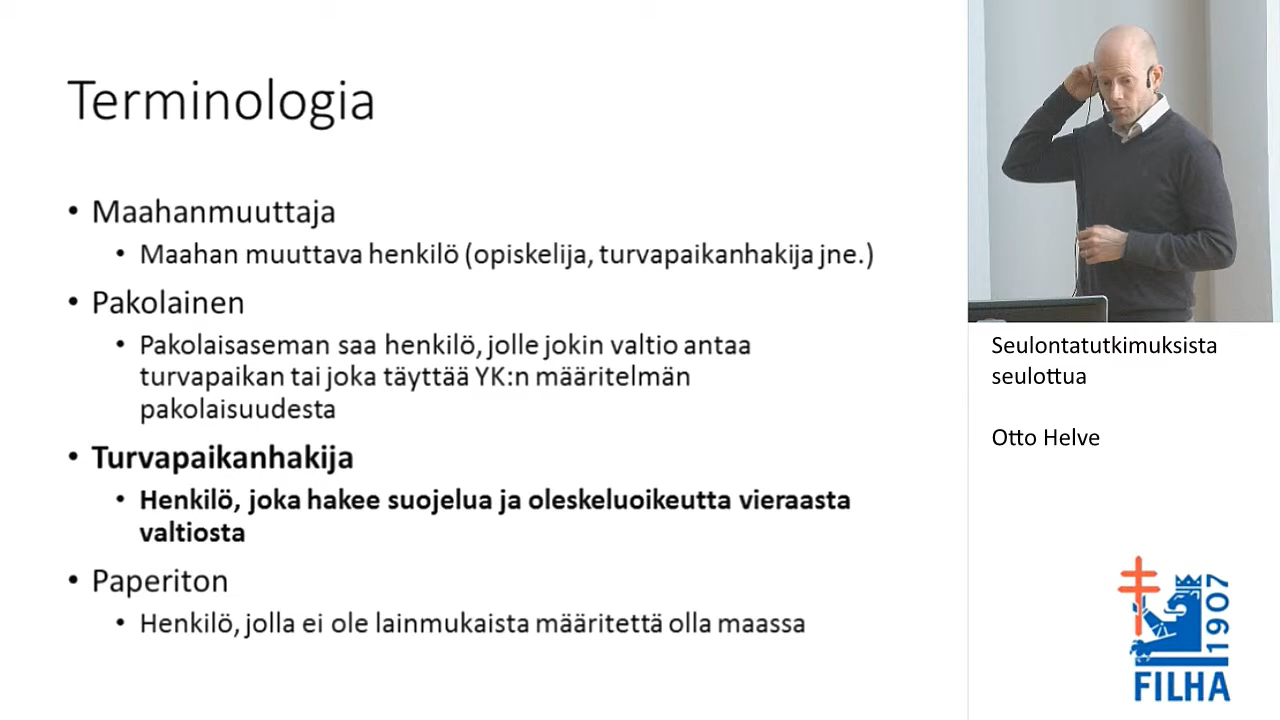 Terminologia
• Maahanmuuttaja
• Maahan muuttava henkilö (opiskelija, turvapaikanhakija jne.)
• Pakolainen
• Pakolaisaseman saa henkilö, jolle jokin valtio antaa
turvapaikan tai joka täyttää YK:n määritelmän
pakolaisuudesta
• Turvapaikanhakija
• Henkilö, joka hakee suojelua ja oleskeluoikeutta vieraasta
valtiosta
• Paperiton
• Henkilö, jolla ei ole lainmukaista määritettä olla maassa
Seulontatutkimuksista
seulottua
Otto Helve
1907
FILHA